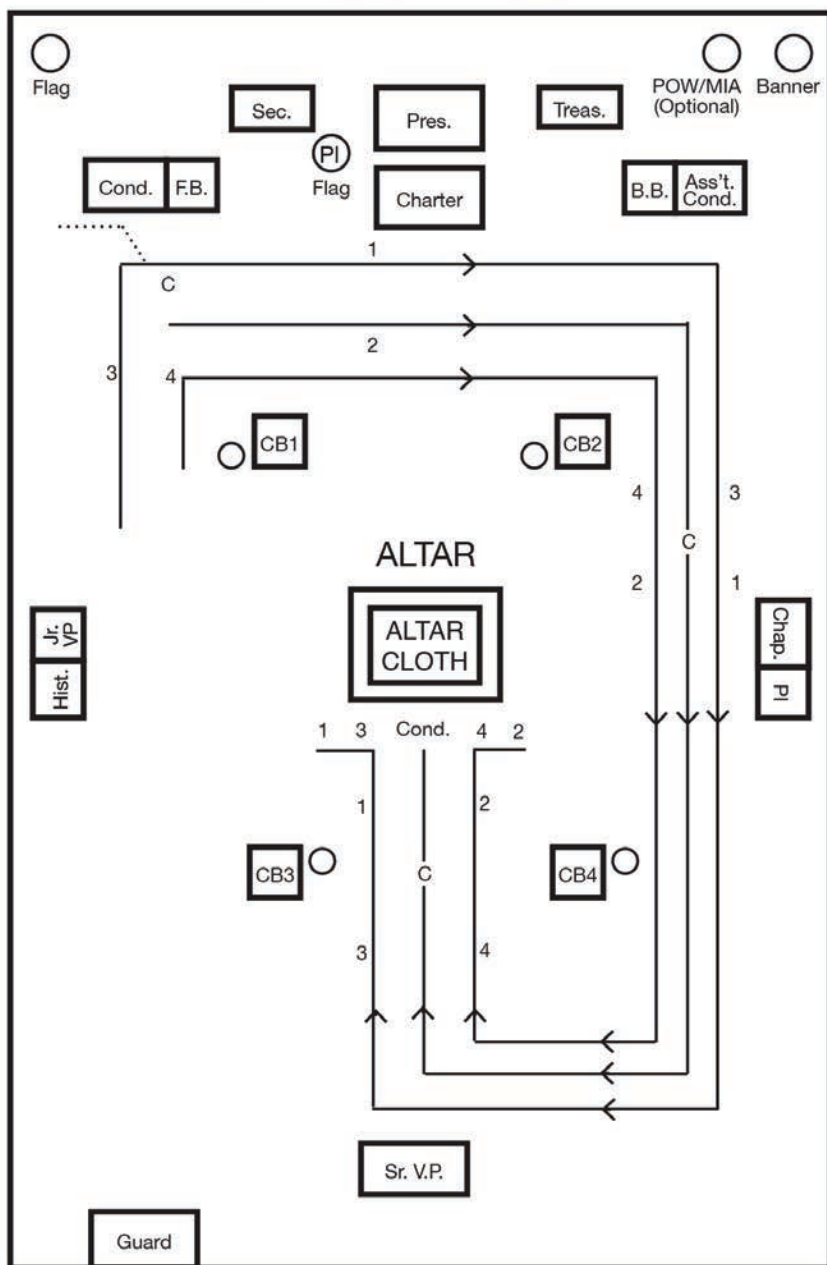 Flag
POW/MIA
(Optional)
Banner
Sec.
Pres.
Treas.
PI
Flag
Cond.
F.B.
Charter
B.B.
Ass't.
Cond.
1
C
2
3
4
CB1
CB2
4
3
C
2
1
ALTAR
ALTAR
CLOTH
Jr.
VP
Hist.
Chap.
PI
1 3 Cond. 4 2
1
2
CB3
C
CB4
3
4
Sr. V.P.
Guard